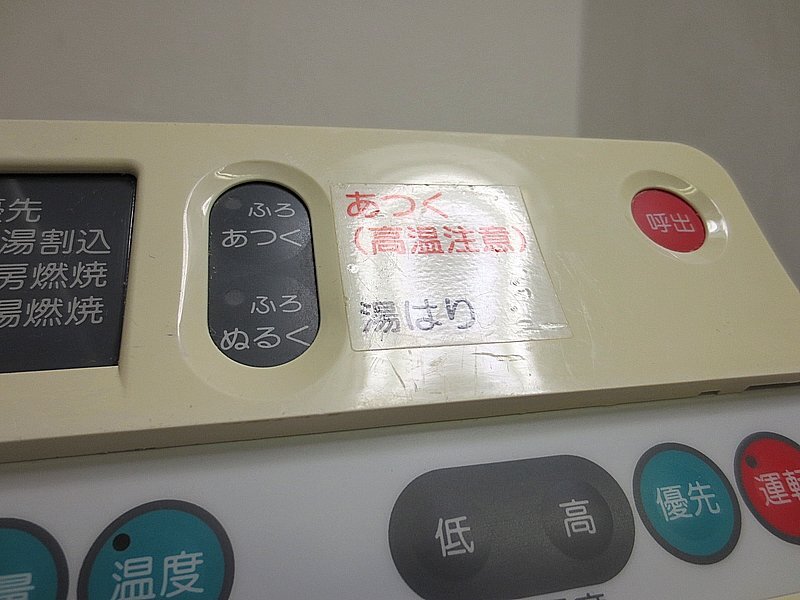 優先
湯割込
房燃焼
湯燃焼
ふろ
あつく
ふろ
ぬるく
あつく
(高温注意)
湯はり
呼出
温度
低
高
優先
運転